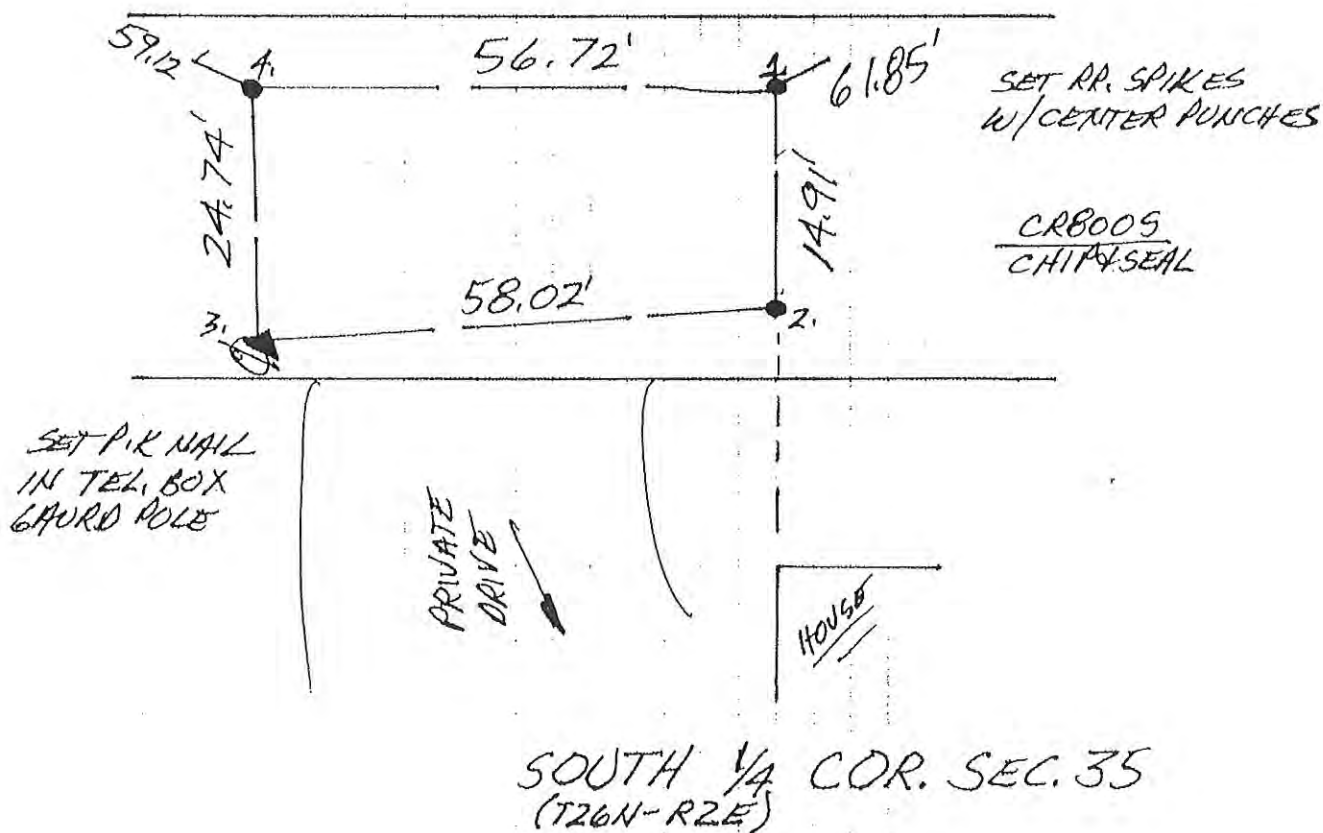 59.12
4.
56.72'
1.
61.85'
SET RR. SPIKES
W/CENTER PUNCHES
24.74'
14.91'
CR800S
CHIP&SEAL
58.02'
2.
3.
SET P.K NAIL
IN TEL. BOX
GAURD POLE
PRIVATE
DRIVE
HOUSE
SOUTH 1/4 COR. SEC. 35
(T26N-R2E)